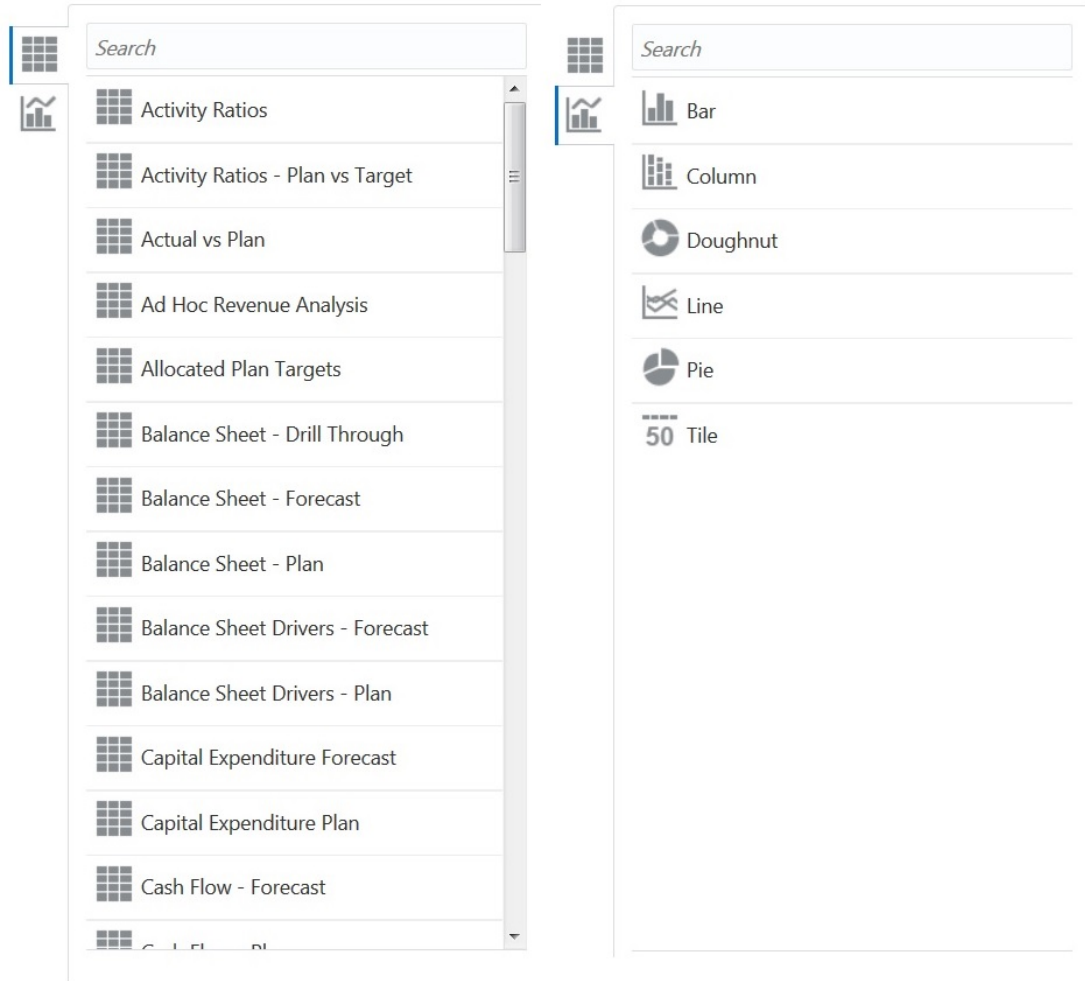 Search
Activity Ratios
Activity Ratios - Plan vs Target
Actual vs Plan
Ad Hoc Revenue Analysis
Allocated Plan Targets
Balance Sheet - Drill Through
Balance Sheet - Forecast
Balance Sheet - Plan
Balance Sheet Drivers - Forecast
Balance Sheet Drivers - Plan
Capital Expenditure Forecast
Capital Expenditure Plan
Cash Flow - Forecast
Search
Bar
Column
Doughnut
Line
Pie
50 Tile